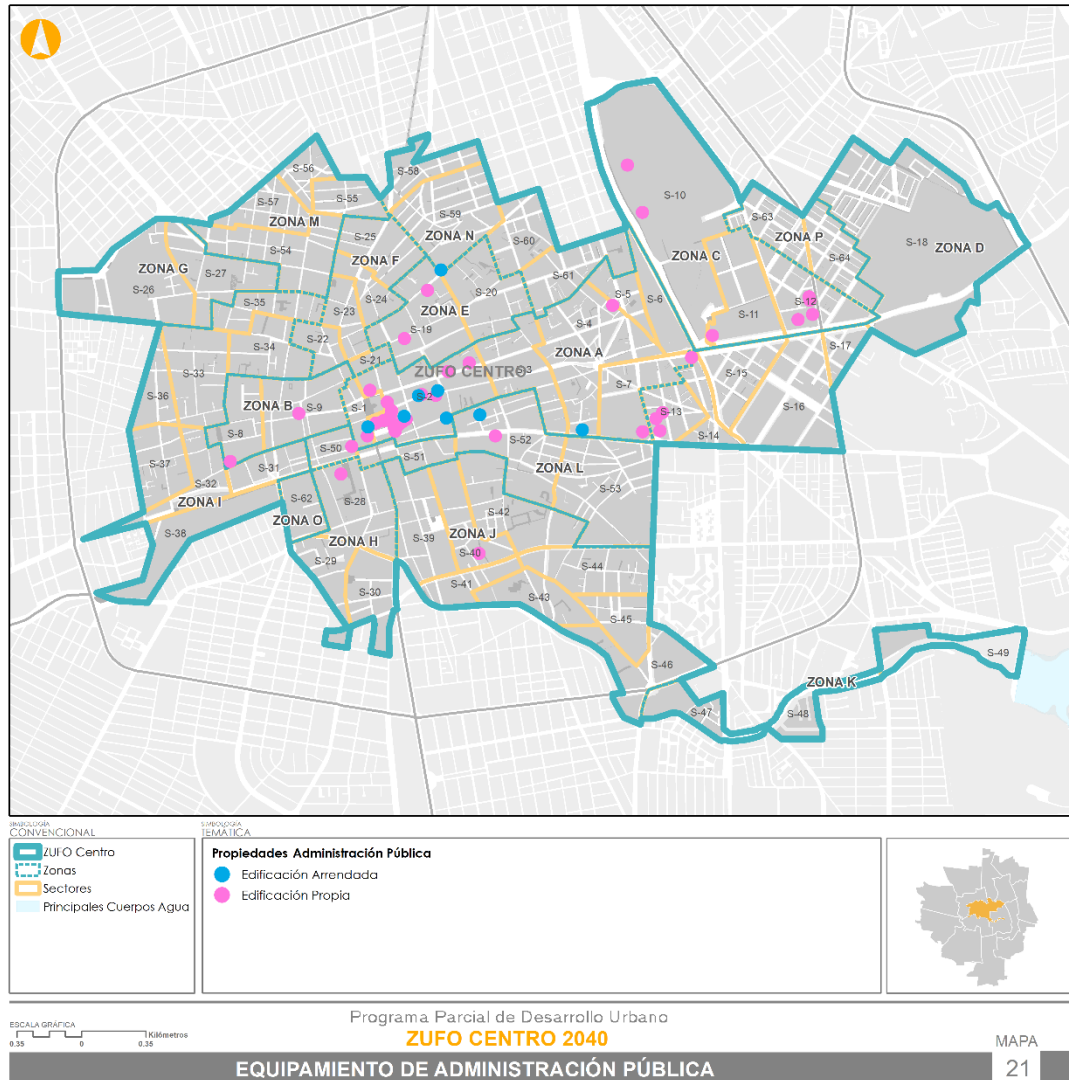 S-56
S-58
S-57
S-55
S-10
ZONA M
S-59
S-63
S-25
ZONA N
ZONA P
S-54
S-60
S-18
ZONA D
ZONA F
ZONA C
S-64
ZONA G
S-27
S-61
S-26
S-20
S-24
S-5
S-6
S-35
S-12
S-23
ZONA E
S-11
S-4
S-22
S-19
S-34
S-17
ZONA A
S-21
S-33
ZUFO CENTRO
S-15
S-7
S-36
S-2
ZONA B
S-9
S-1
S-16
S-13
S-8
S-14
S-52
S-50
S-51
S-37
S-31
ZONA L
S-32
S-53
ZONA I
S-62
S-28
S-42
ZONA O
S-38
ZONA J
S-39
ZONA H
S-40
S-29
S-44
S-41
S-30
S-43
S-45
S-49
S-46
ZONA K
S-47
S-48
SIMBOLOGÍA
CONVENCIONAL
ZUFO Centro
Zonas
Sectores
Principales Cuerpos Agua
SIMBOLOGÍA
TEMÁTICA
Propiedades Administración Pública
Edificación Arrendada
Edificación Propia
ESCALA GRÁFICA
Kilómetros
0.35 0 0.35
Programa Parcial de Desarrollo Urbano
ZUFO CENTRO 2040
EQUIPAMIENTO DE ADMINISTRACIÓN PÚBLICA
MAPA
21